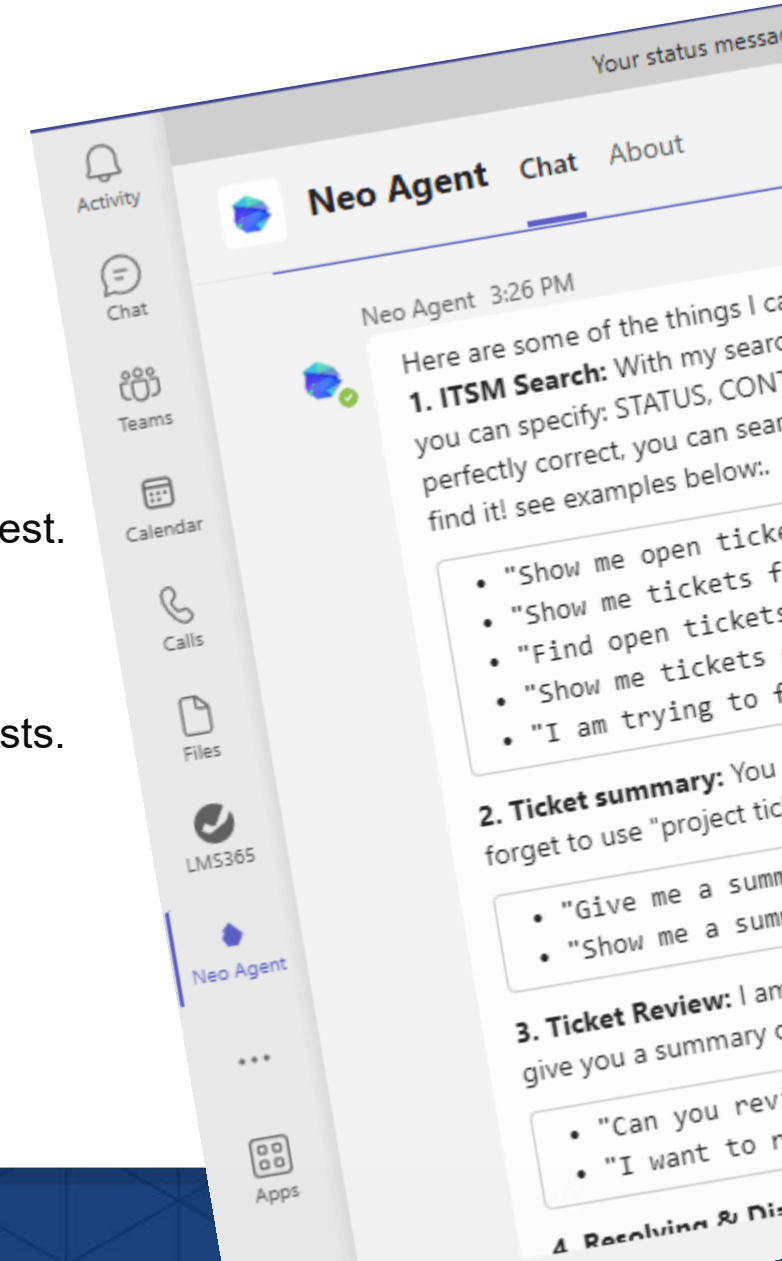 Your status messa
Neo Agent Chat About
Activity
Chat
Teams
Calendar
Calls
Files
LMS365
Neo Agent
...
Apps
est.
sts.
Neo Agent 3:26 PM
Here are some of the things I ca
1. ITSM Search: With my searc
you can specify: STATUS, CONT
perfectly correct, you can sear
find it! see examples below:.
• "Show me open ticke
• "Show me tickets f
• "Find open tickets
• "Show me tickets
• "I am trying to f
2. Ticket summary: You
forget to use "project tic
• "Give me a summ
• "Show me a sum
3. Ticket Review: I am
give you a summary o
• "Can you rev
• "I want to r
4. Resolving & Dis